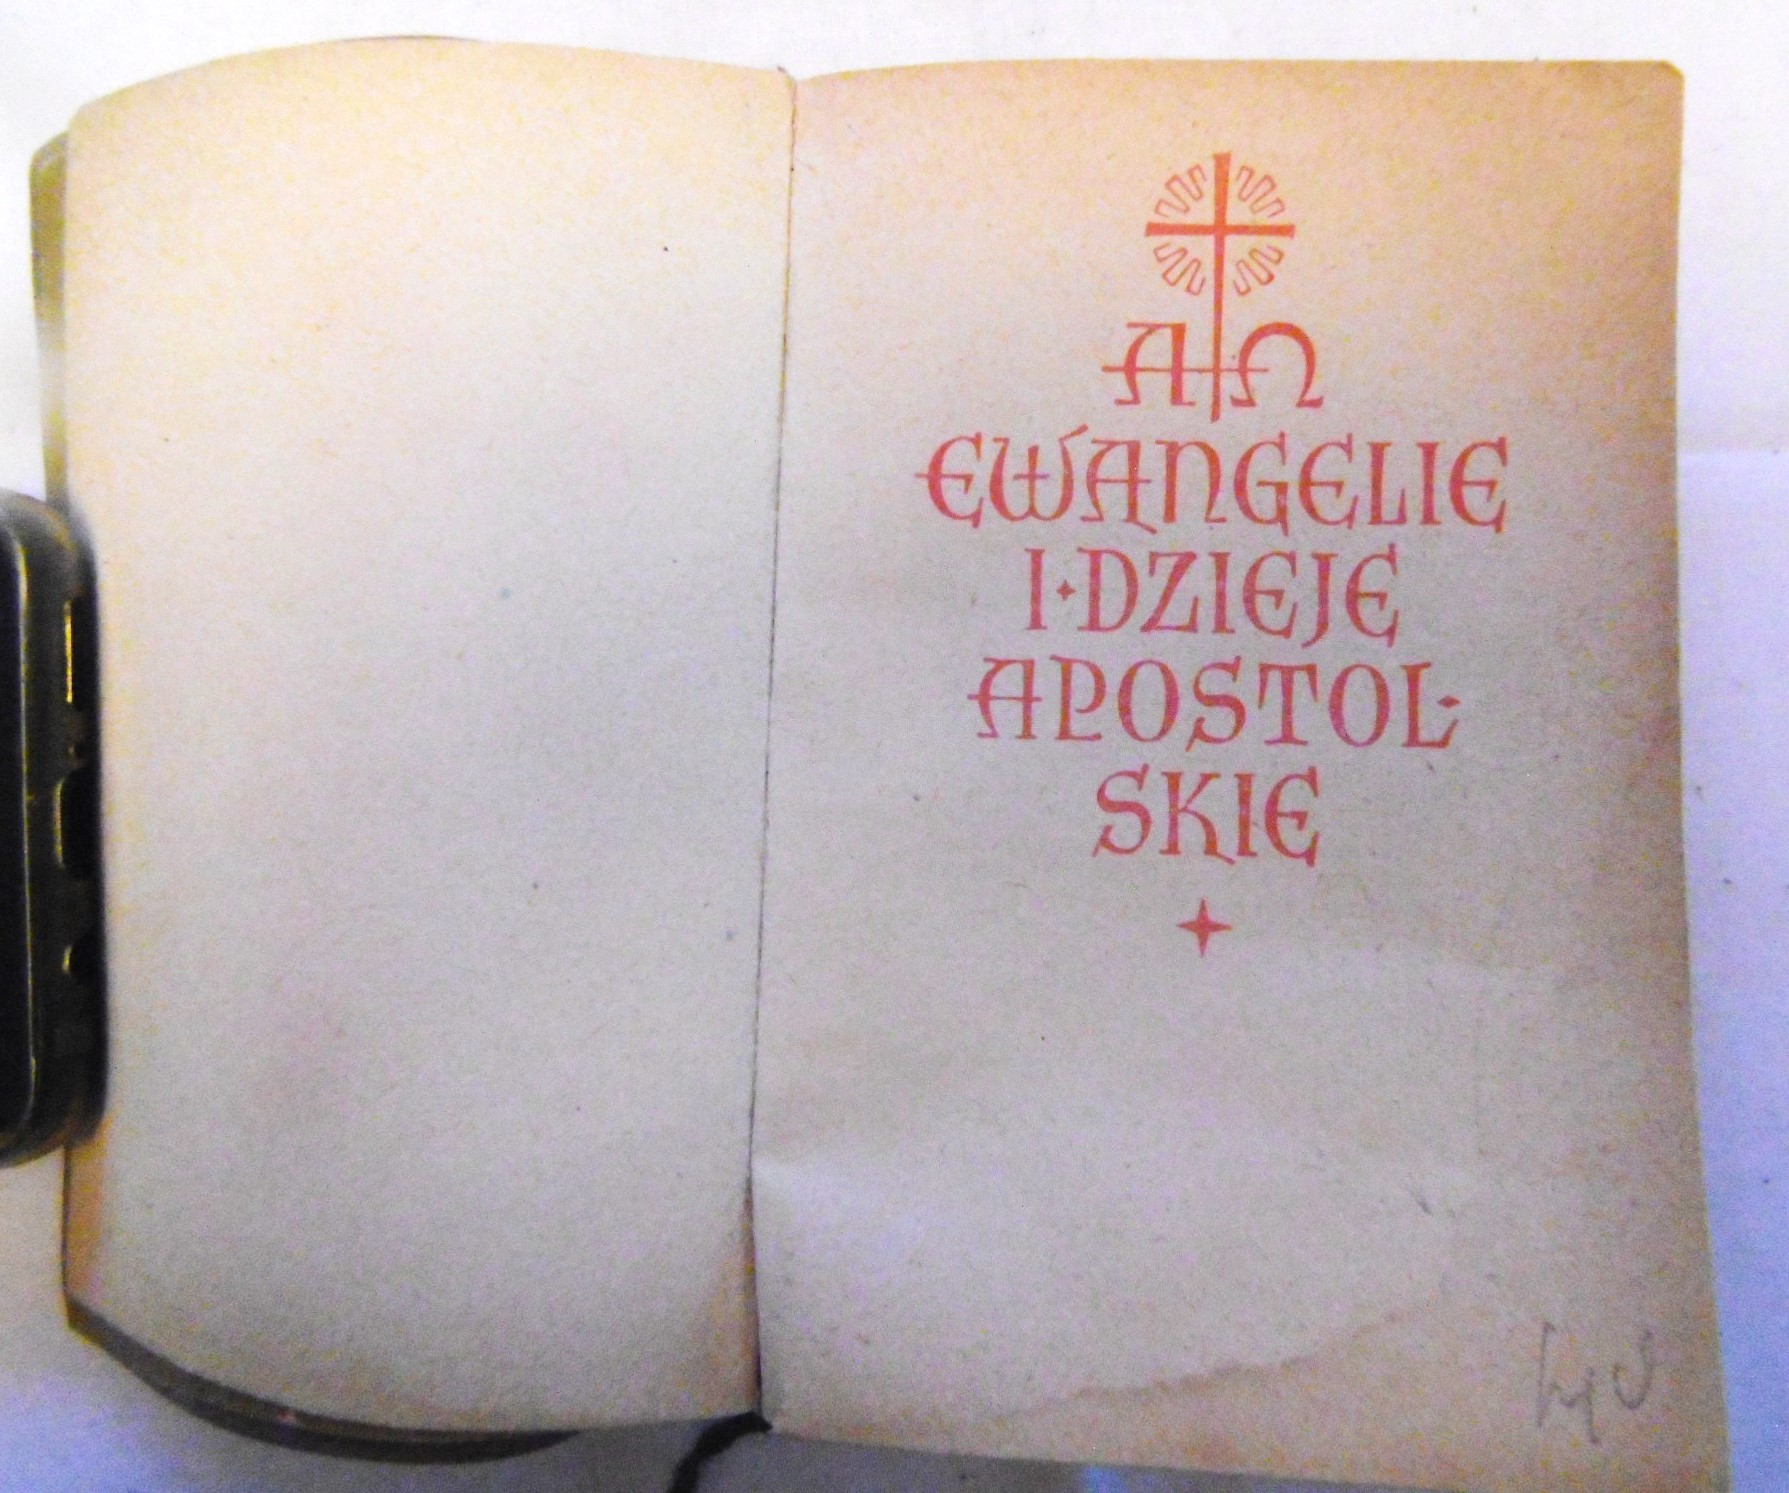 Α Ω
EWANGELIE
I·DZIEJE
APOSTOL-
SKIE